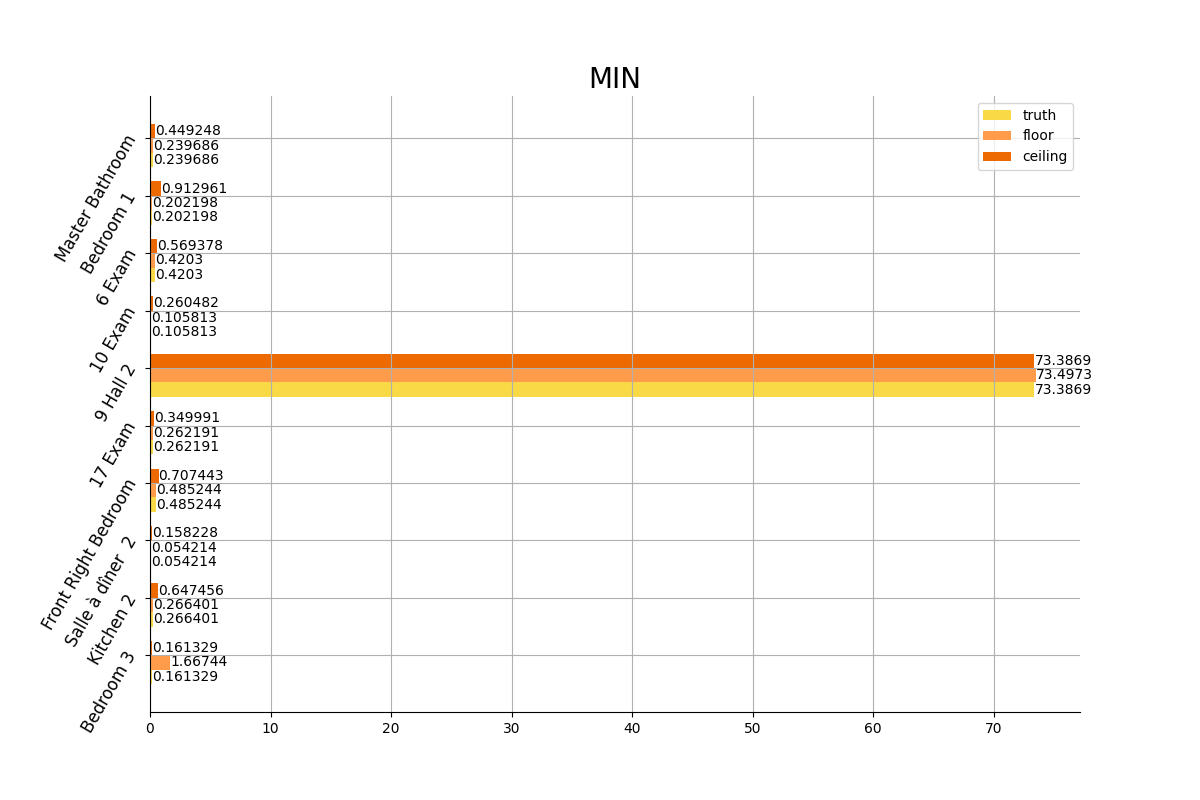 MIN
truth
floor
ceiling
Master Bathroom
0.449248
0.239686
0.239686
Bedroom 1
0.912961
0.202198
0.202198
6 Exam
0.569378
0.4203
0.4203
10 Exam
0.260482
0.105813
0.105813
9 Hall 2
73.3869
73.4973
73.3869
17 Exam
0.349991
0.262191
0.262191
Front Right Bedroom
0.707443
0.485244
0.485244
Salle à dîner  2
0.158228
0.054214
0.054214
Kitchen 2
0.647456
0.266401
0.266401
Bedroom 3
0.161329
1.66744
0.161329
0 10 20 30 40 50 60 70